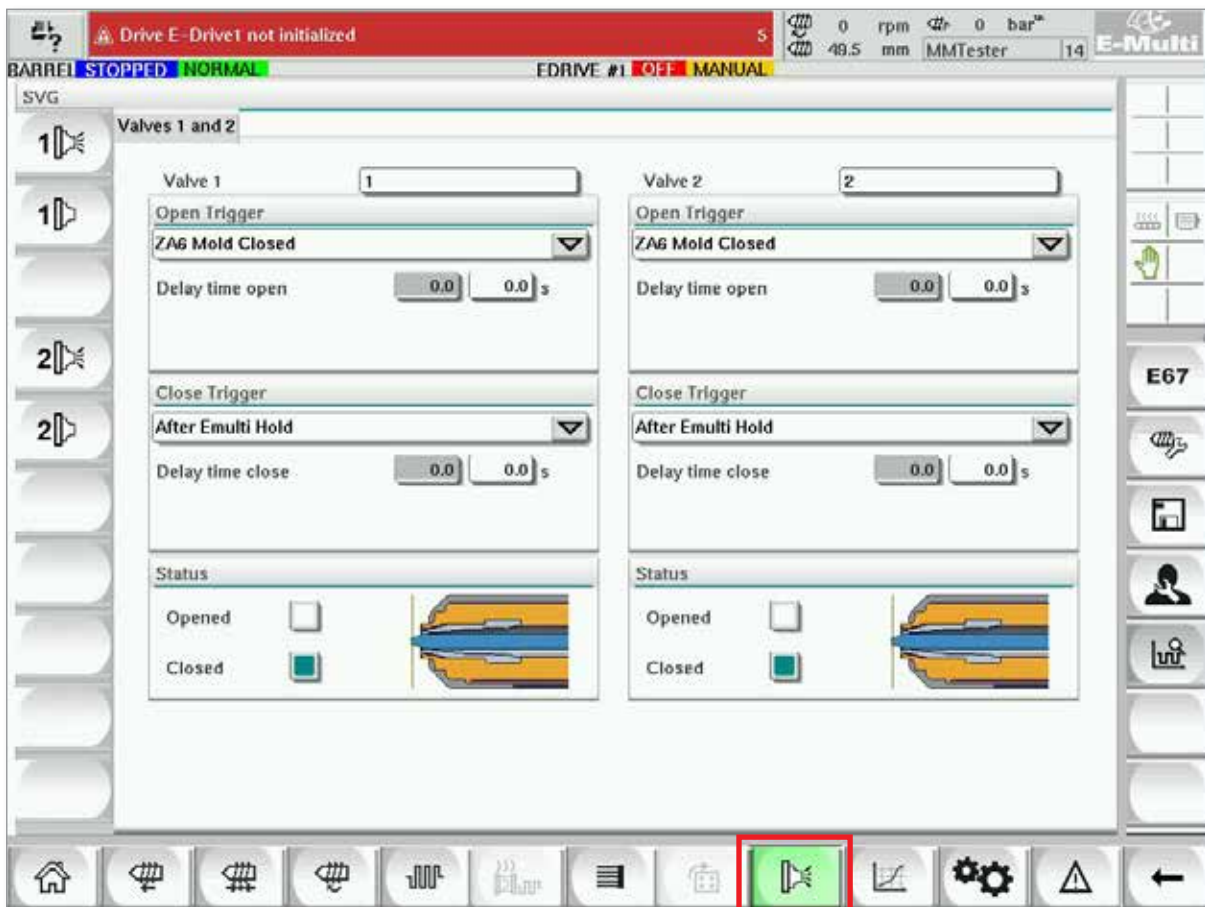 ?
Drive E-Drive1 not initialized S
0 rpm 0 bar
49.5 mm MMTester 14
E-Multi
BARREL STOPPED NORMAL EDRIVE #1 OFF MANUAL
SVG
Valves 1 and 2
1
1
2
2
Valve 1 1
Open Trigger
ZA6 Mold Closed
Delay time open 0.0 0.0 s
Close Trigger
After Emulti Hold
Delay time close 0.0 0.0 s
Status
Opened
Closed
Valve 2 2
Open Trigger
ZA6 Mold Closed
Delay time open 0.0 0.0 s
Close Trigger
After Emulti Hold
Delay time close 0.0 0.0 s
Status
Opened
Closed
E67